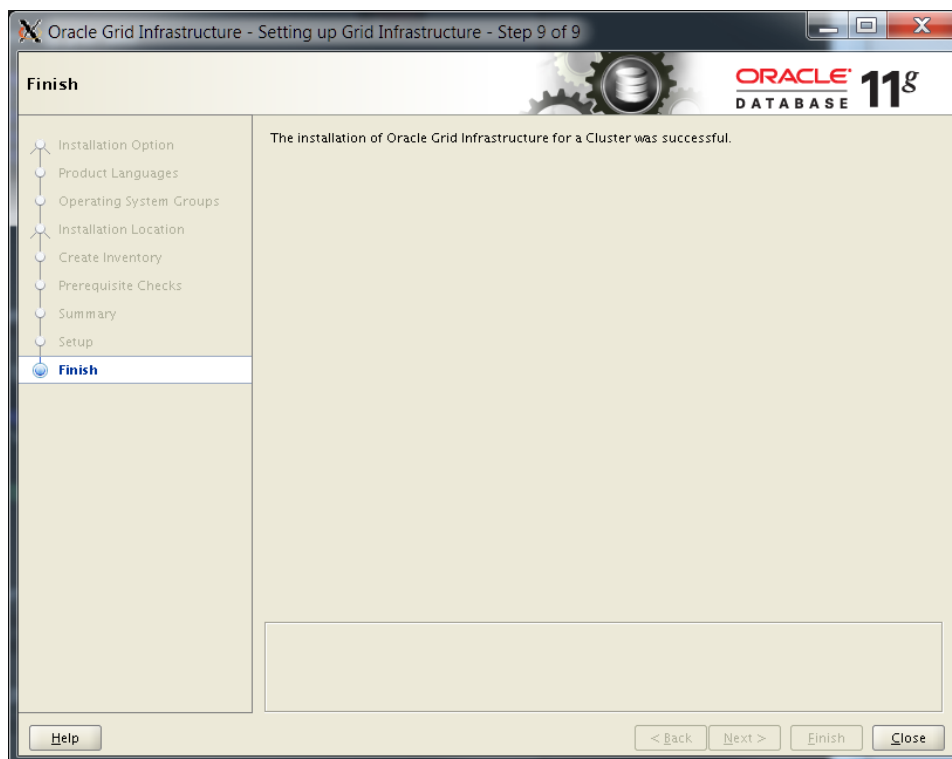 Oracle Grid Infrastructure - Setting up Grid Infrastructure - Step 9 of 9
Finish
ORACLE
DATABASE
11g
Installation Option
Product Languages
Operating System Groups
Installation Location
Create Inventory
Prerequisite Checks
Summary
Setup
Finish
The installation of Oracle Grid Infrastructure for a Cluster was successful.
Help
< Back
Next >
Finish
Close